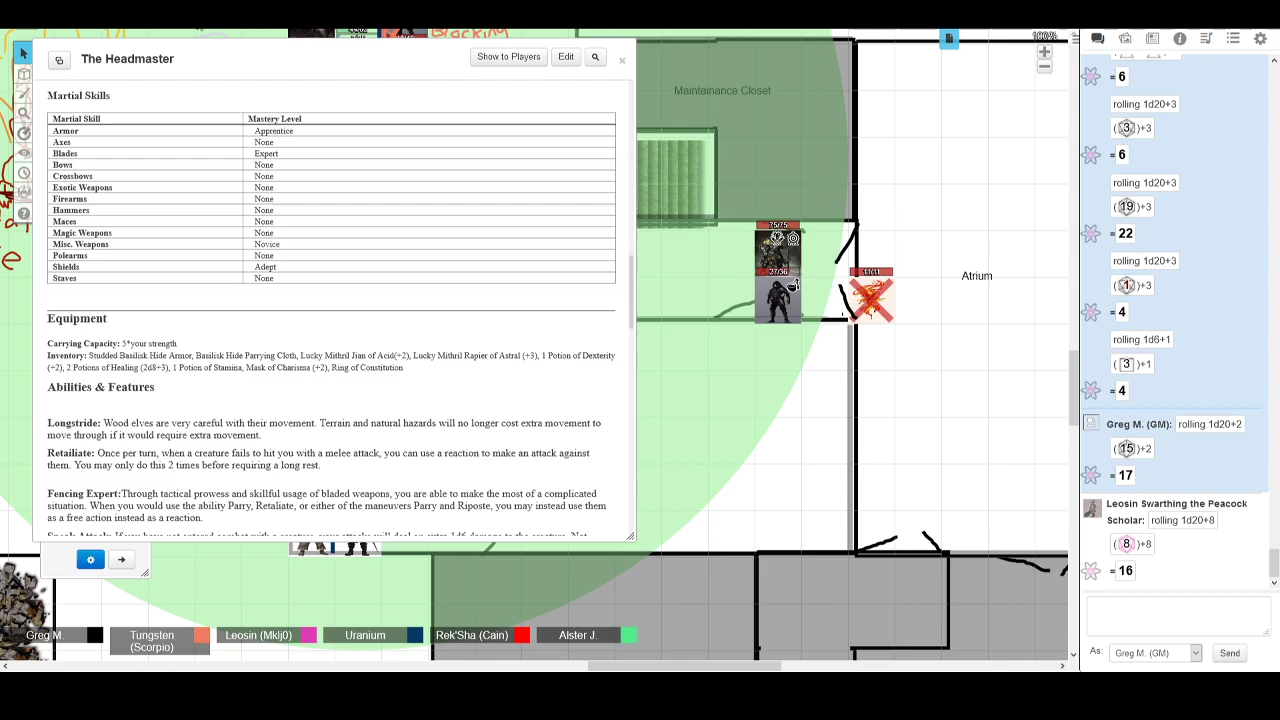 Blocking
The Headmaster
Show to Players
Edit
Martial Skills
Martial Skill Mastery Level
Armor Apprentice
Axes None
Blades Expert
Bows None
Crossbows None
Exotic Weapons None
Firearms None
Hammers None
Maces None
Magic Weapons None
Misc. Weapons Novice
Polearms None
Shields Adept
Staves None
Equipment
Carrying Capacity: 5*your strength
Inventory: Studded Basilisk Hide Armor, Basilisk Hide Parrying Cloth, Lucky Mithril Jian of Acid(+2), Lucky Mithril Rapier of Astral (+3), 1 Potion of Dexterity
(+2), 2 Potions of Healing (2d8+3), 1 Potion of Stamina, Mask of Charisma (+2), Ring of Constitution
Abilities & Features
Longstride: Wood elves are very careful with their movement. Terrain and natural hazards will no longer cost extra movement to
move through if it would require extra movement.
Retaliate: Once per turn, when a creature fails to hit you with a melee attack, you can use a reaction to make an attack against
them. You may only do this 2 times before requiring a long rest.
Fencing Expert:Through tactical prowess and skillful usage of bladed weapons, you are able to make the most of a complicated
situation. When you would use the ability Parry, Retaliate, or either of the maneuvers Parry and Riposte, you may instead use them
as a free action instead as a reaction.
Maintainance Closet
75/75
27/36
11/11
Atrium
100%
Greg M.
Tungsten
(Scorpio)
Leosin (Mklj0)
Uranium
Rek'Sha (Cain)
Alster J.
= 6
rolling 1d20+3
(3)+3
= 6
rolling 1d20+3
(19)+3
= 22
rolling 1d20+3
(1)+3
= 4
rolling 1d6+1
(3)+1
= 4
Greg M. (GM): rolling 1d20+2
(15)+2
= 17
Leosin Swarthing the Peacock
Scholar: rolling 1d20+8
(8)+8
= 16
As: Greg M. (GM) Send